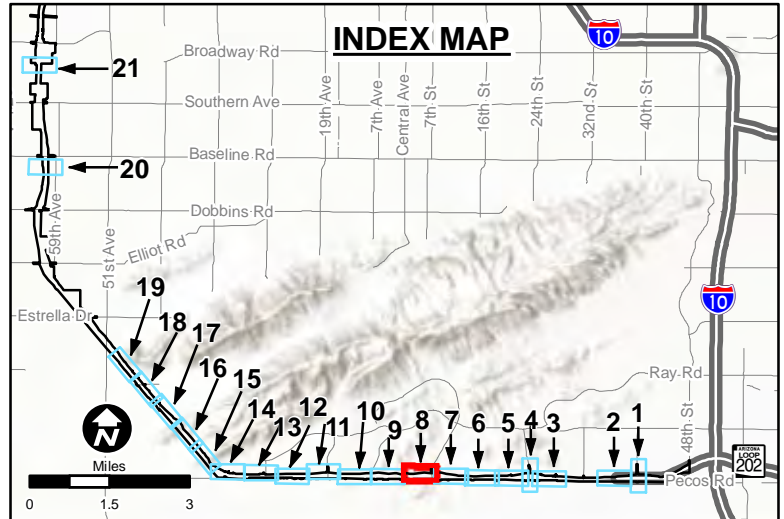 INDEX MAP
10
Broadway Rd
21
Southern Ave
19th Ave
7th Ave
Central Ave
7th St
16th St
24th St
32nd St
40th St
Baseline Rd
20
Dobbins Rd
59th Ave
51st Ave
Elliot Rd
10
Estrella Dr
19
18
17
16
15
14
13
12
11
10
9
8
7
6
5
4
3
2
1
Ray Rd
48th St
N
Miles
0 1.5 3
ARIZONA
LOOP
202
Pecos Rd